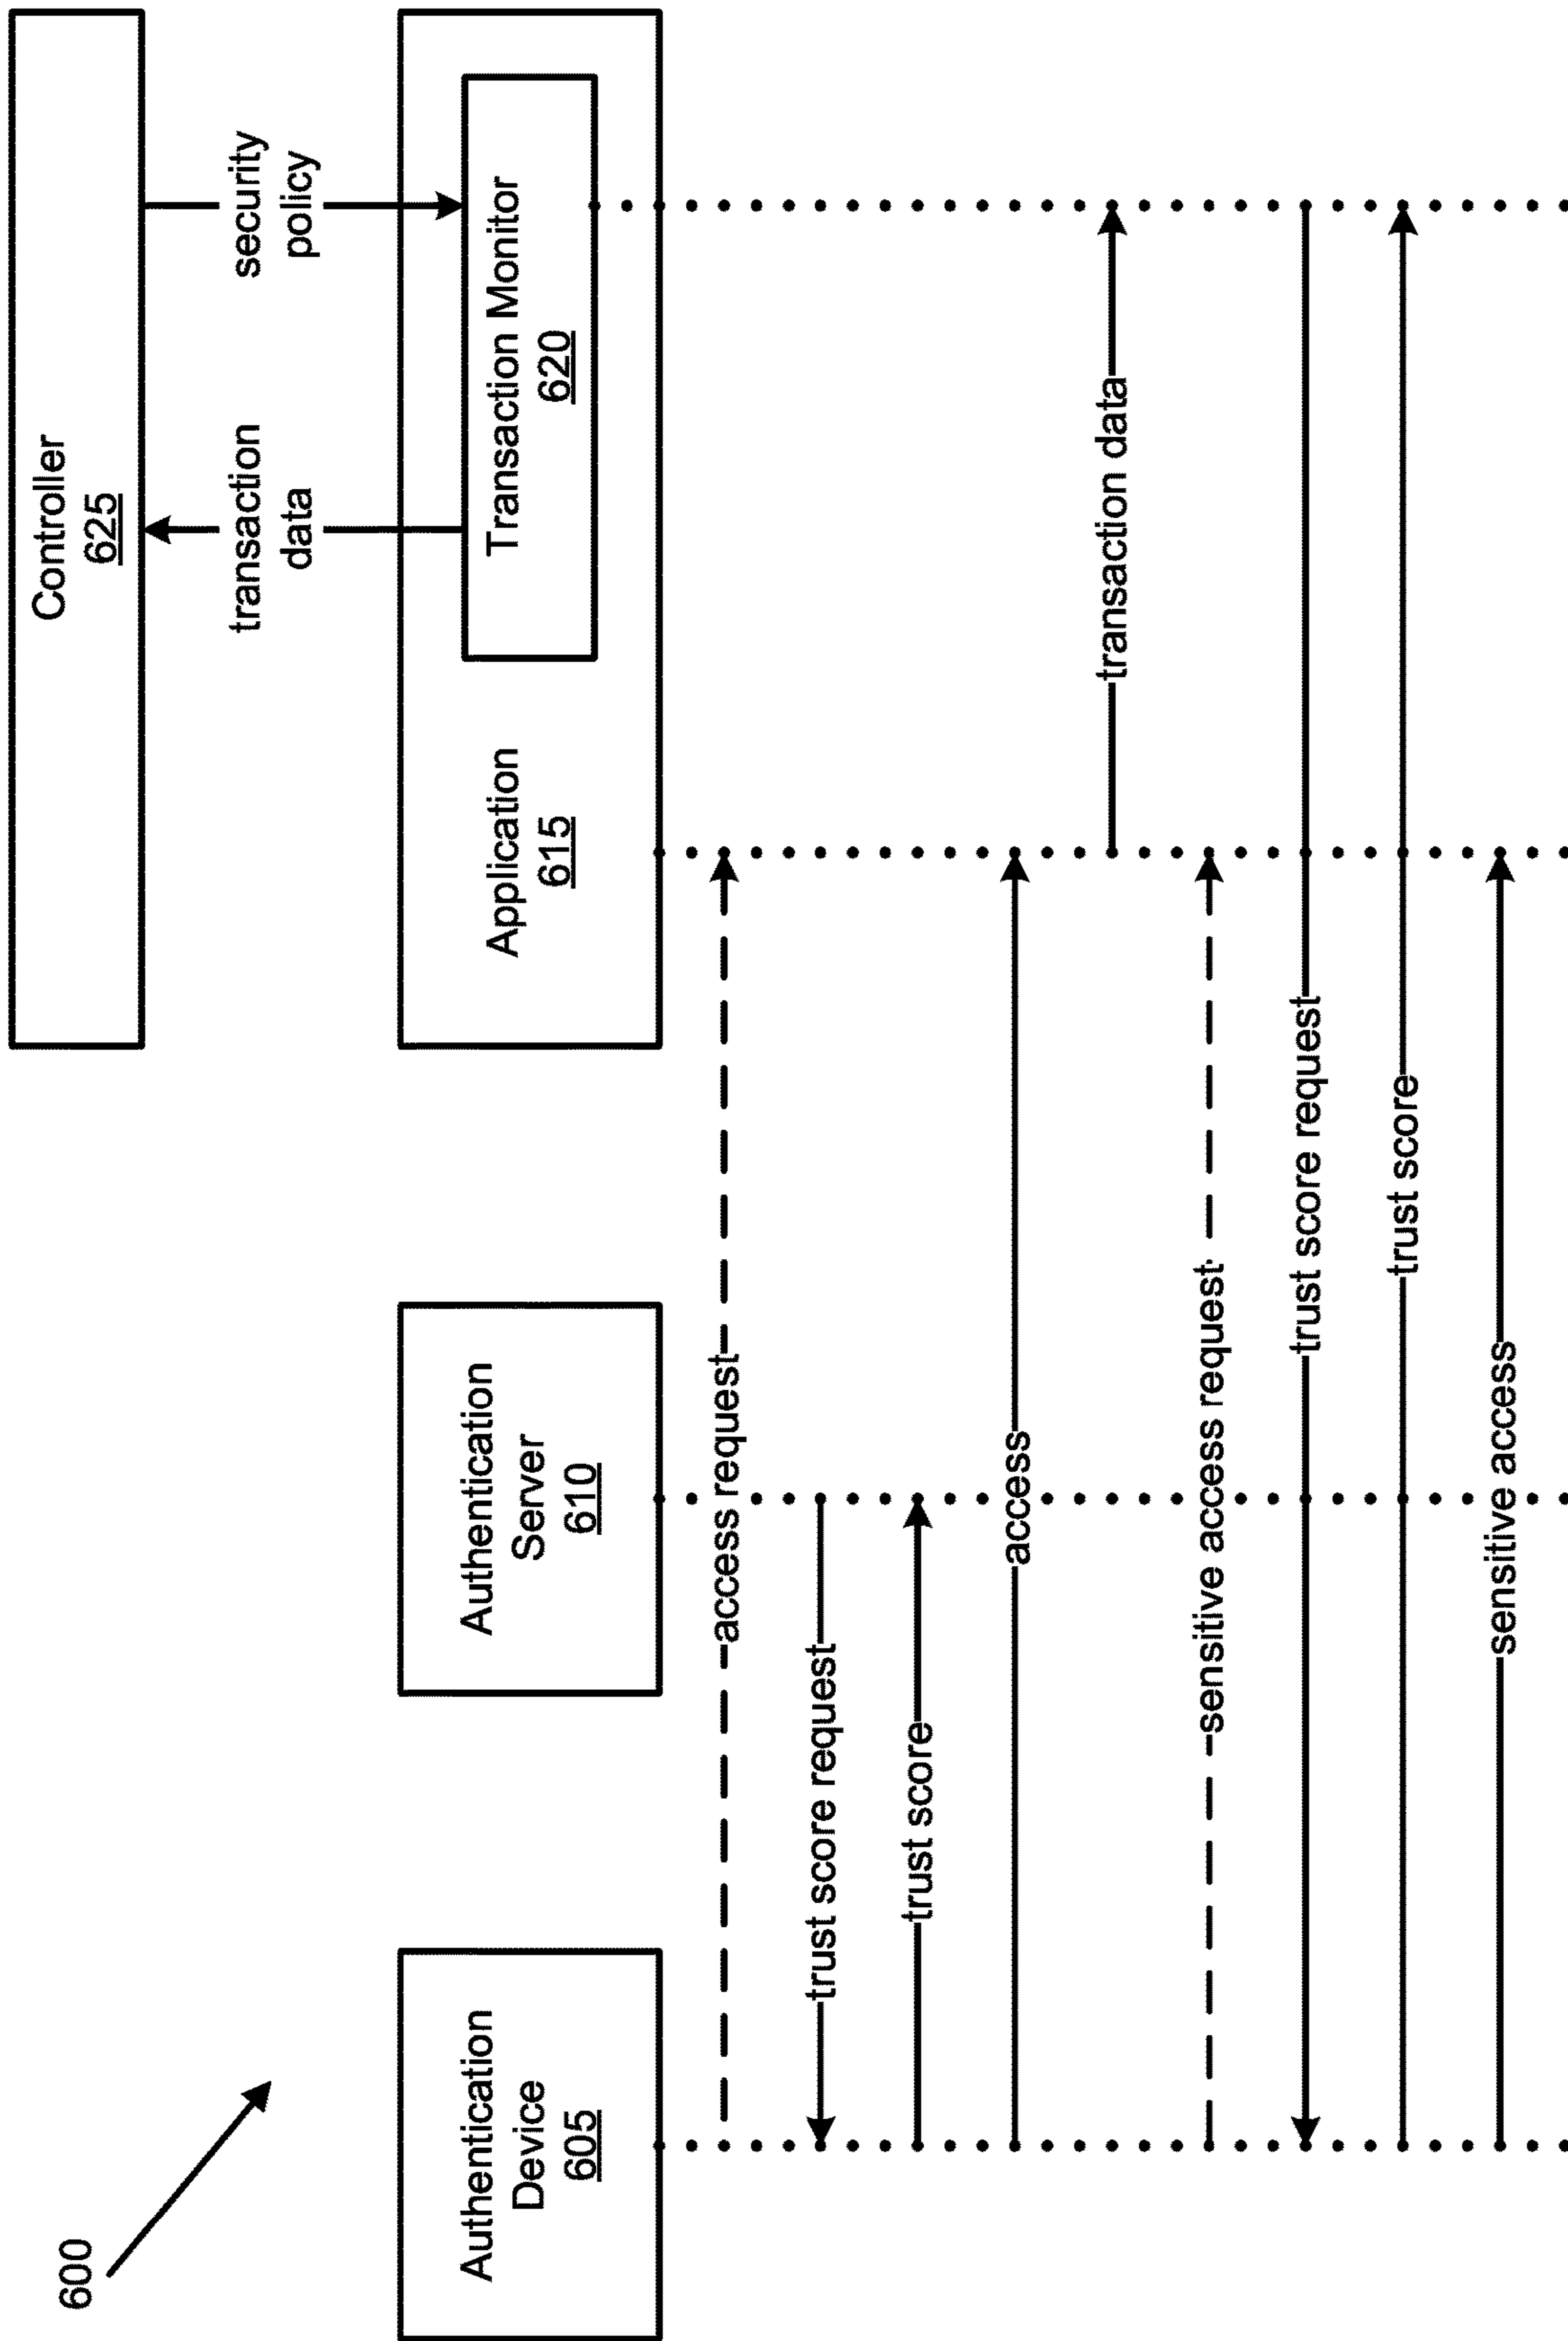 600
Controller
625
transaction
data
security
policy
Authentication
Device
605
Authentication
Server
610
Application
615
Transaction Monitor
620
access request
trust score request
trust score
access
transaction data
sensitive access request
trust score request
trust score
sensitive access